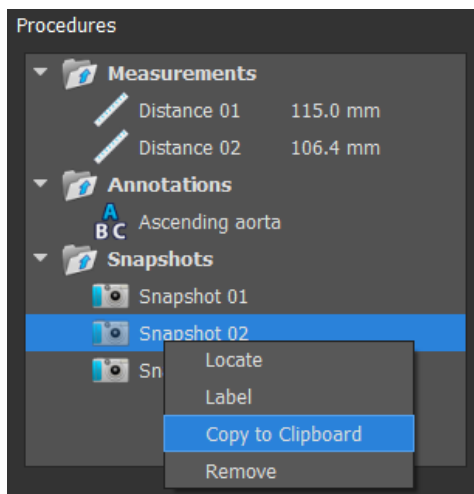 Procedures
Measurements
Distance 01 115.0 mm
Distance 02 106.4 mm
Annotations
A
B C Ascending aorta
Snapshots
Snapshot 01
Snapshot 02
Locate
Label
Copy to Clipboard
Remove